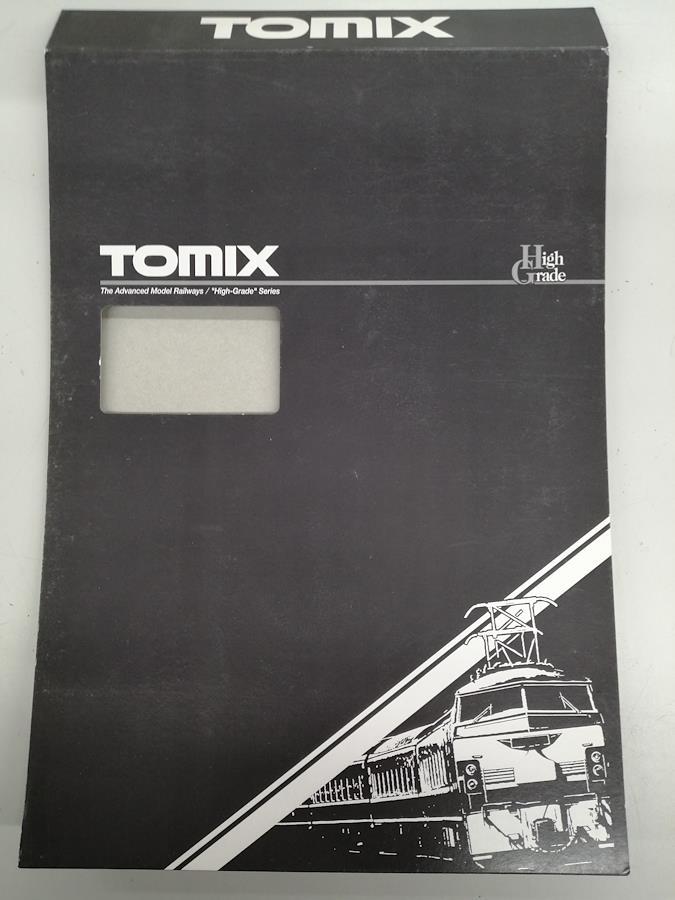 TOMIX
TOMIX
High
Grade
The Advanced Model Railways / "High-Grade" Series